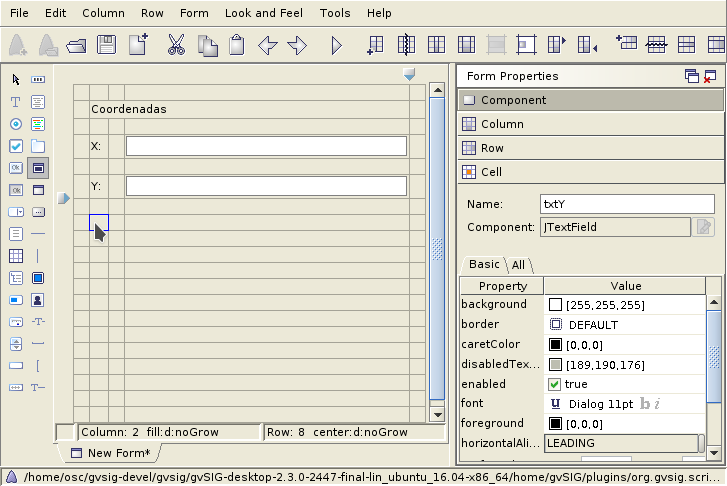 File Edit Column Row Form Look and Feel Tools Help
Form Properties
Component
Column
Row
Cell
Coordenadas
X:
Y:
Name: txtY
Component: JTextField
Basic All
Property Value
background [255,255,255]
border DEFAULT
caretColor [0,0,0]
disabledTex... [189,190,176]
enabled true
font Dialog 11pt b i
foreground [0,0,0]
horizontalAli... LEADING
Column: 2 fill:d:noGrow Row: 8 center:d:noGrow
New Form*
/home/osc/gvsig-devel/gvsig/gvSIG-desktop-2.3.0-2447-final-lin_ubuntu_16.04-x86_64/home/gvSIG/plugins/org.gvsig.scri...